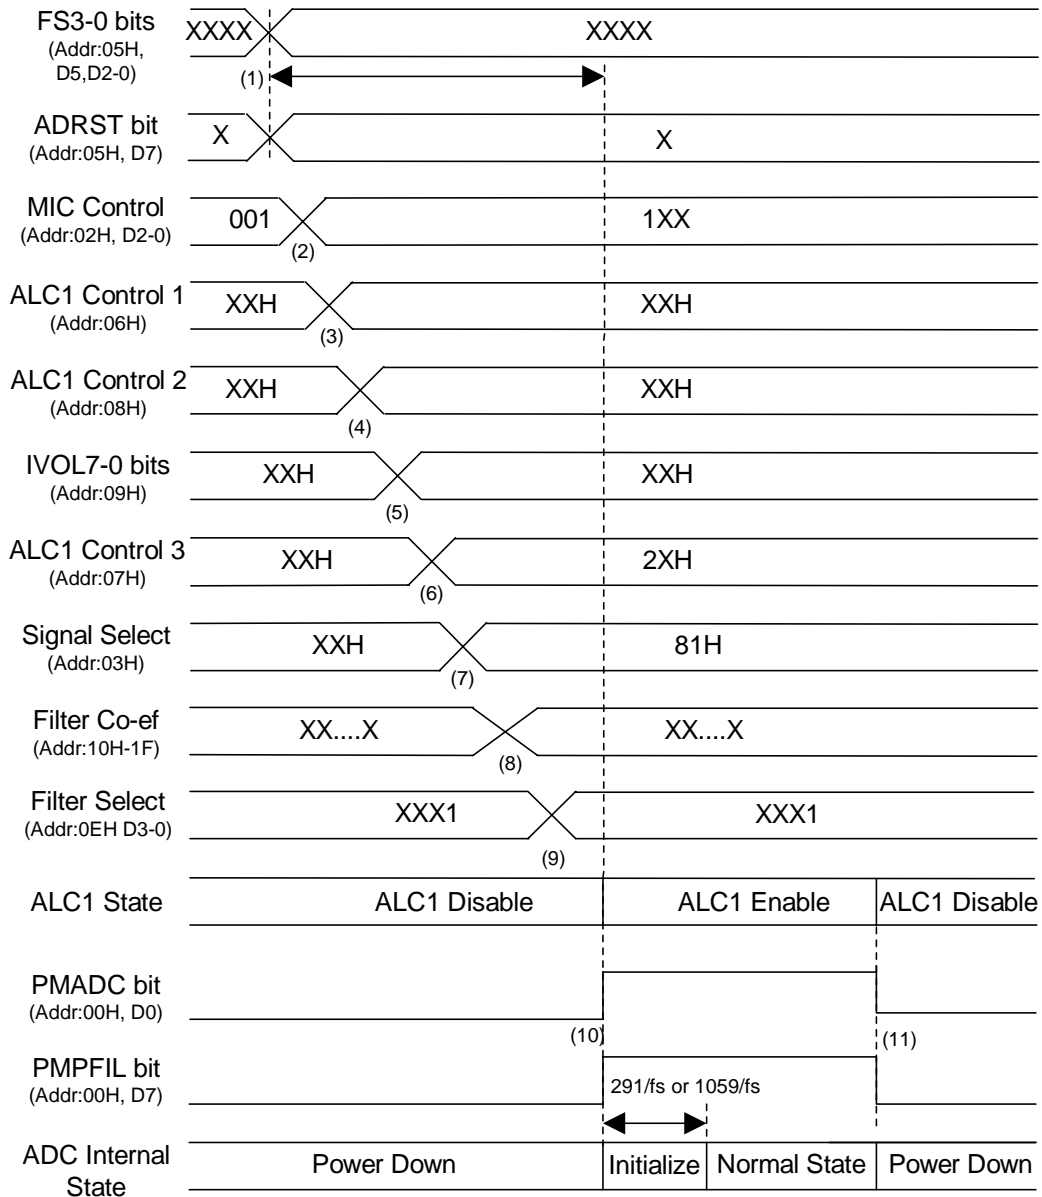 FS3-0 bits
(Addr:05H,
D5,D2-0)
XXXX
XXXX
(1)
ADRST bit
(Addr:05H, D7)
X
X
MIC Control
(Addr:02H, D2-0)
001
1XX
(2)
ALC1 Control 1
(Addr:06H)
XXH
XXH
(3)
ALC1 Control 2
(Addr:08H)
XXH
XXH
(4)
IVOL7-0 bits
(Addr:09H)
XXH
XXH
(5)
ALC1 Control 3
(Addr:07H)
XXH
2XH
(6)
Signal Select
(Addr:03H)
XXH
81H
(7)
Filter Co-ef
(Addr:10H-1F)
XX....X
XX....X
(8)
Filter Select
(Addr:0EH D3-0)
XXX1
XXX1
(9)
ALC1 State
ALC1 Disable
ALC1 Enable
ALC1 Disable
PMADC bit
(Addr:00H, D0)
(10)
(11)
PMPFIL bit
(Addr:00H, D7)
291/fs or 1059/fs
ADC Internal
State
Power Down
Initialize
Normal State
Power Down